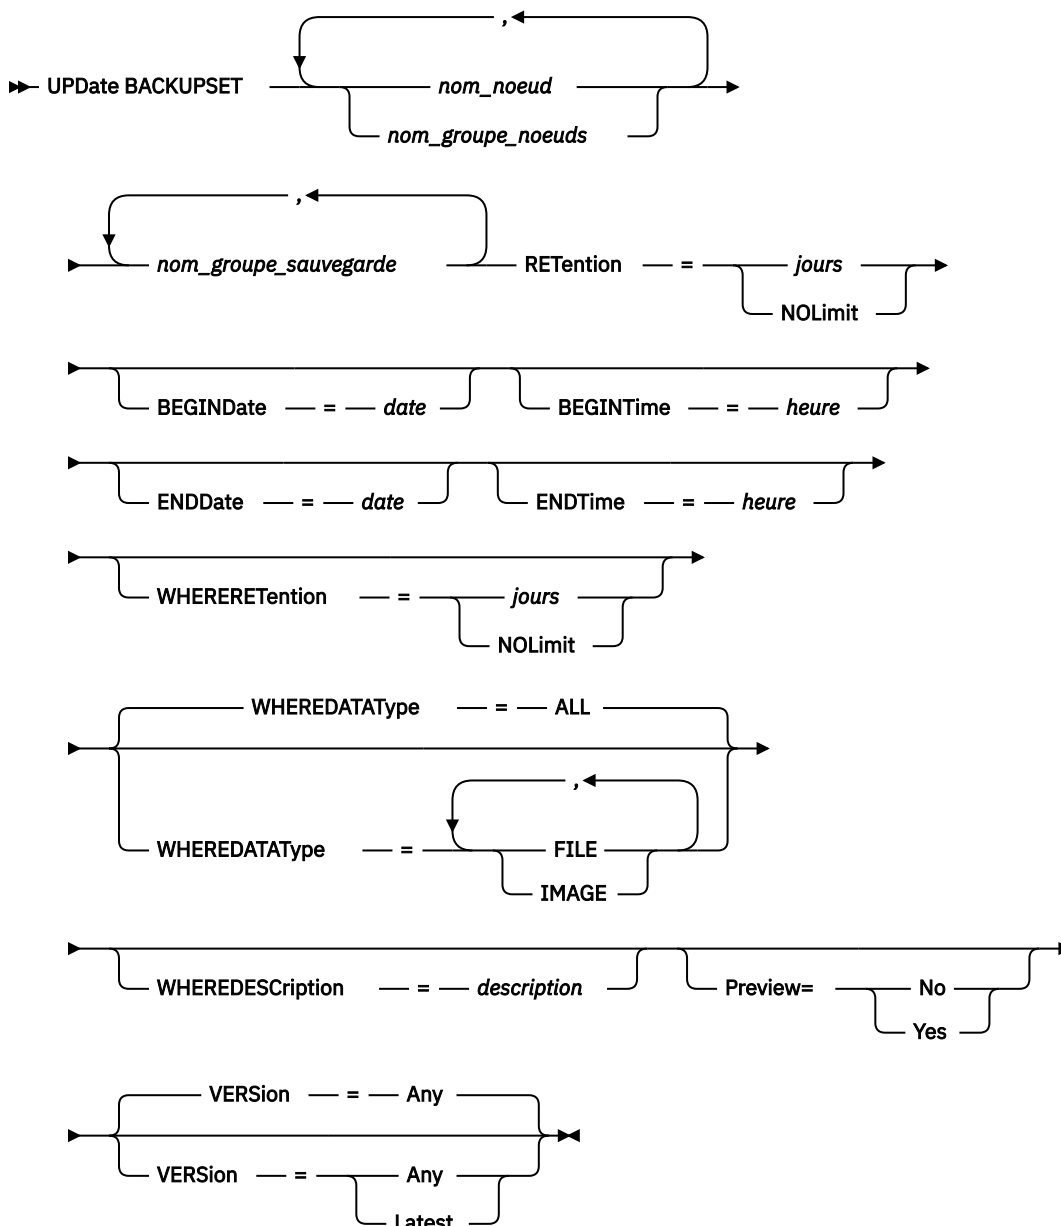 ,
UPDate BACKUPSET nom_noeud
nom_groupe_noeuds
,
nom_groupe_sauvegarde RETention = jours
NOLimit
BEGINDate = date BEGINTime = heure
ENDDate = date ENDTime = heure
WHERERETention = jours
NOLimit
WHEREDATAType = ALL
,
WHEREDATAType = FILE
IMAGE
WHEREDESCription = description Preview= No
Yes
VERSion = Any
VERSion = Any
Latest